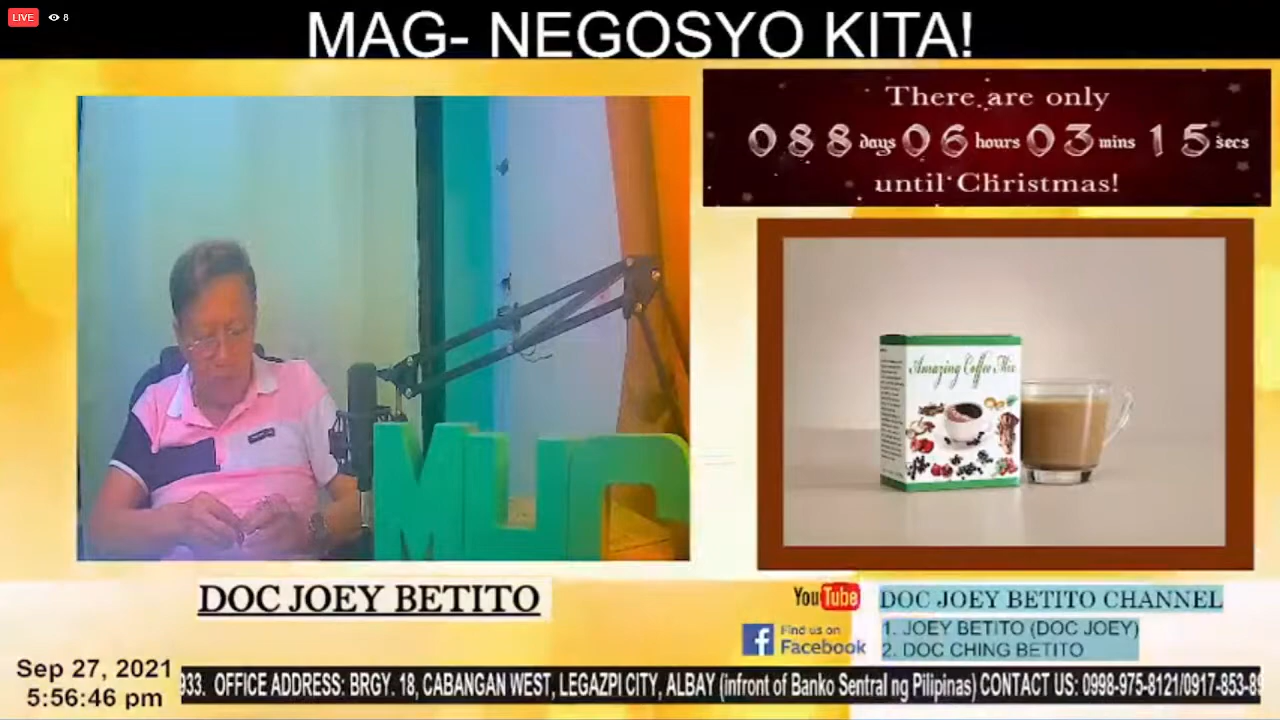 LIVE 8
MAG- NEGOSYO KITA!
There are only
088 days 06 hours 03 mins 15 secs
until Christmas!
Amazing Coffee Mix
MUP
DOC JOEY BETITO
YouTube DOC JOEY BETITO CHANNEL
Find us on
Facebook
1. JOEY BETITO (DOC JOEY)
2. DOC CHING BETITO
Sep 27, 2021
5:56:46 pm
933. OFFICE ADDRESS: BRGY. 18, CABANGAN WEST, LEGAZPI CITY, ALBAY (infront of Banko Sentral ng Pilipinas) CONTACT US: 0998-975-8121/0917-853-89